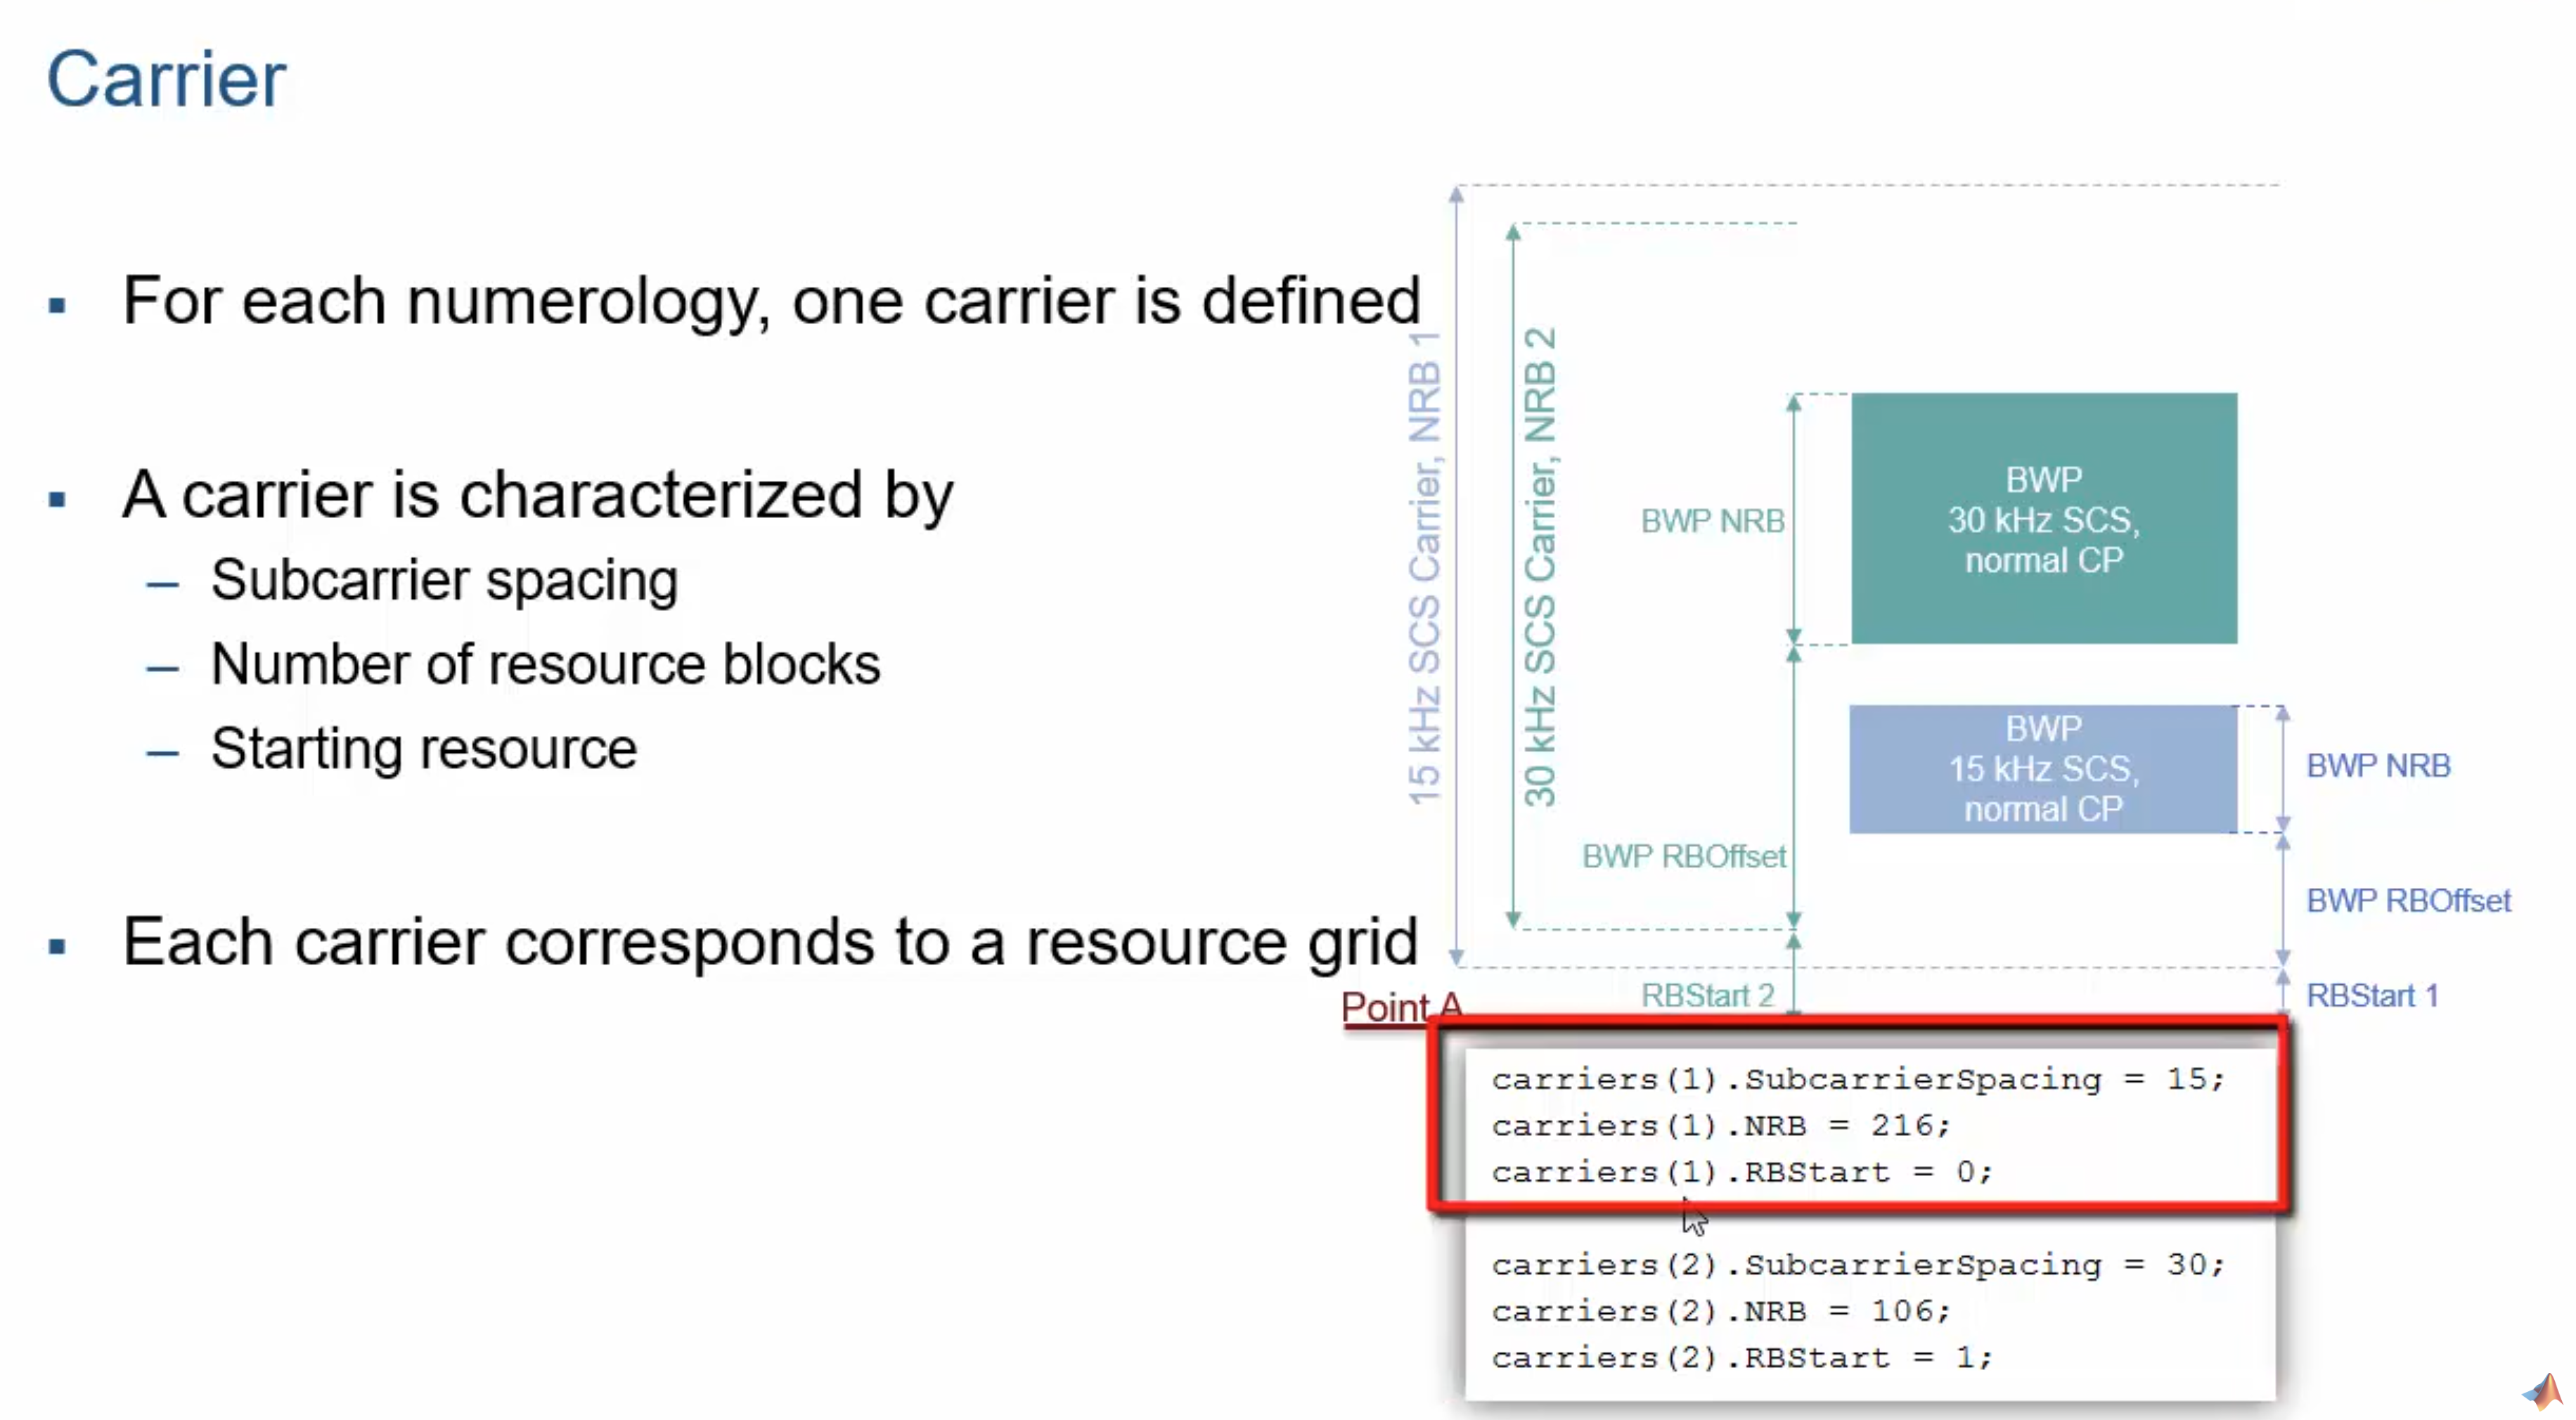 Carrier
▪ For each numerology, one carrier is defined
▪ A carrier is characterized by
– Subcarrier spacing
– Number of resource blocks
– Starting resource
▪ Each carrier corresponds to a resource grid
15 kHz SCS Carrier, NRB 1
30 kHz SCS Carrier, NRB 2
BWP NRB
BWP
30 kHz SCS,
normal CP
BWP
15 kHz SCS,
normal CP
BWP NRB
BWP RBOffset
BWP RBOffset
RBStart 2
RBStart 1
Point A
carriers(1).SubcarrierSpacing = 15;
carriers(1).NRB = 216;
carriers(1).RBStart = 0;
carriers(2).SubcarrierSpacing = 30;
carriers(2).NRB = 106;
carriers(2).RBStart = 1;